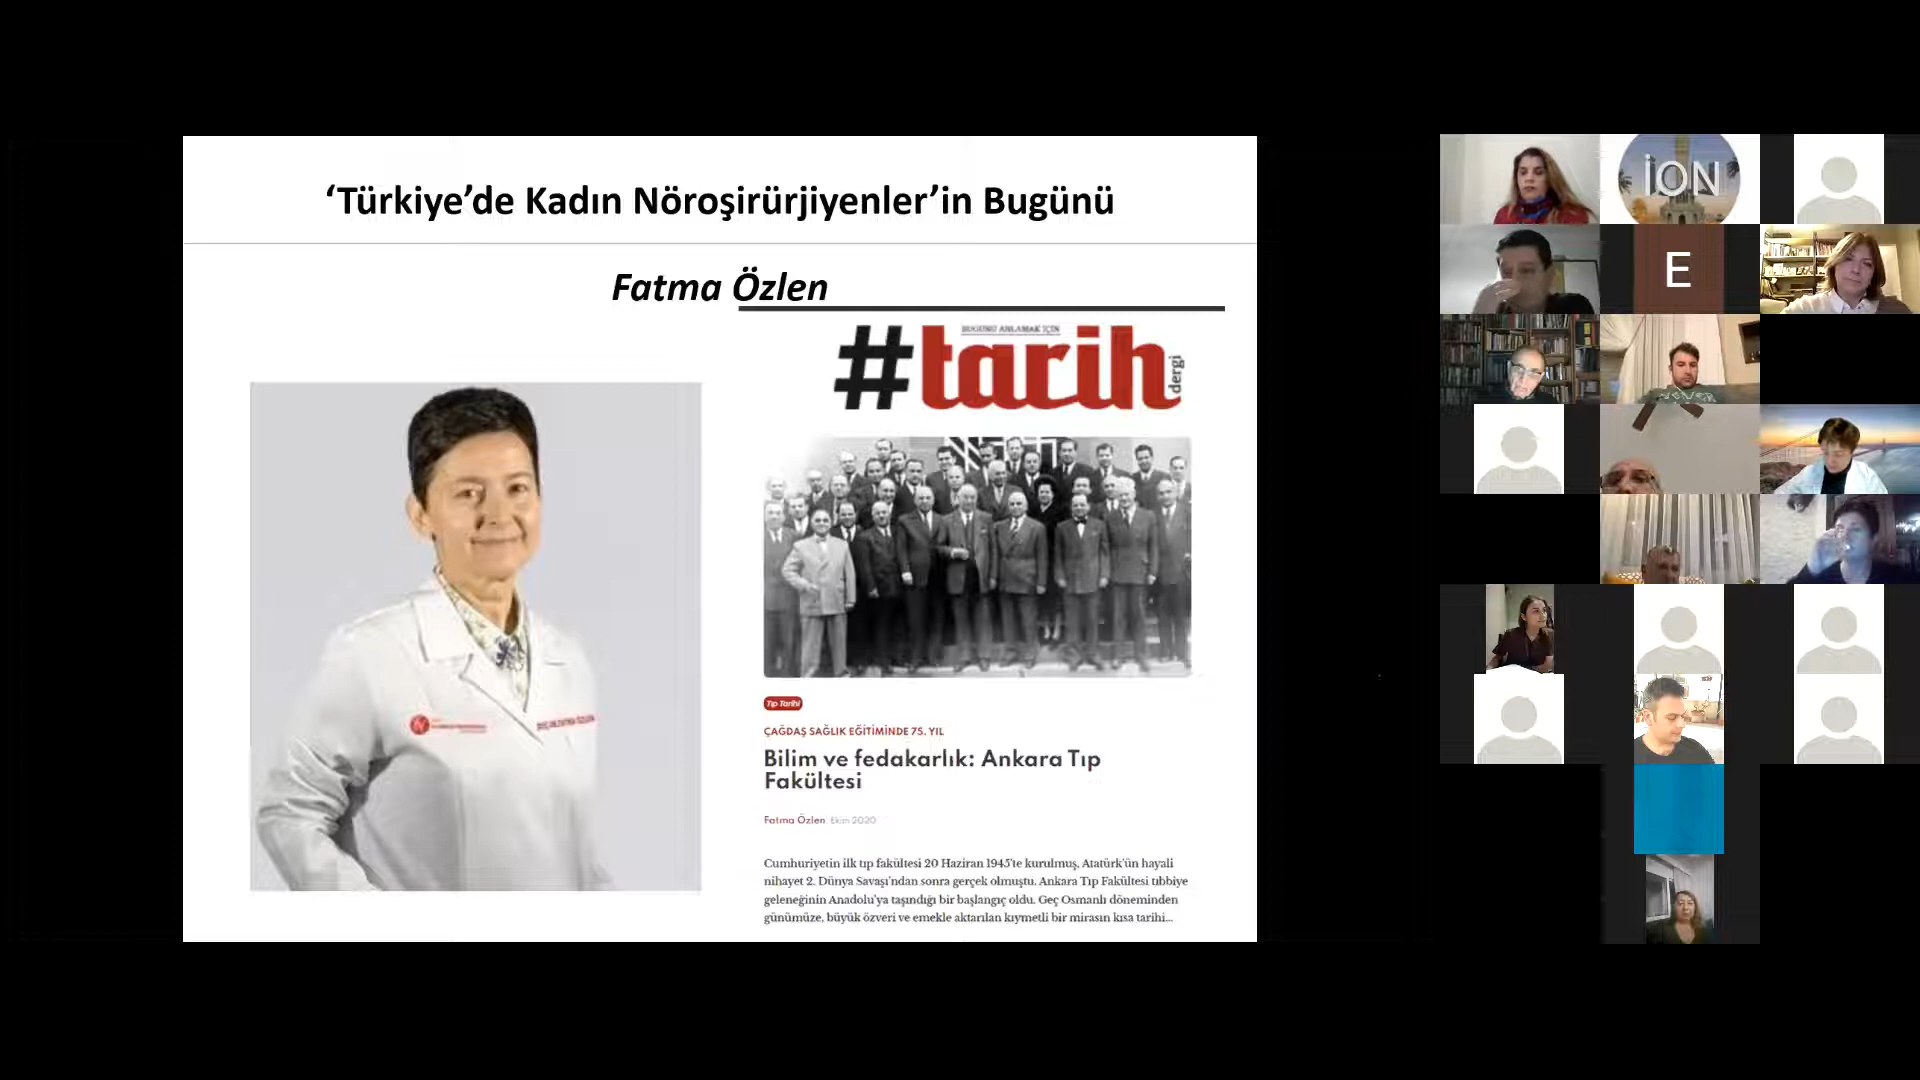 ‘Türkiye’de Kadın Nöroşirürjiyenler’in Bugünü
Fatma Özlen
BUGÜNÜ ANLAMAK İÇİN
#tarih
dergi
Tıp Tarihi
ÇAĞDAŞ SAĞLIK EĞİTİMİNDE 75. YIL
Bilim ve fedakarlık: Ankara Tıp
Fakültesi
Fatma Özlen Ekim 2020
Cumhuriyetin ilk tıp fakültesi 20 Haziran 1945’te kurulmuş, Atatürk’ün hayali
nihayet 2. Dünya Savaşı’ndan sonra gerçek olmuştu. Ankara Tıp Fakültesi tıbbiye
geleneğinin Anadolu’ya taşındığı bir başlangıç oldu. Geç Osmanlı döneminden
günümüze, büyük özveri ve emekle aktarılan kıymetli bir mirasın kısa tarihi...
İON
E